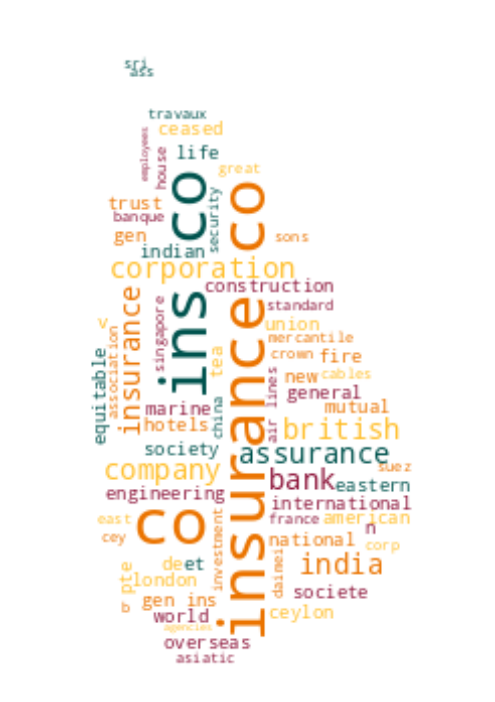 sri
ass
travaux
ceased
employees
house
life
great
co
security
co
trust
banque
gen
indian
sons
corporation
construction
insurance
singapore
ins
standard
v
association
union
mercantile
equitable
tea
crown
fire
insurance
air lines
new
cables
general
marine
china
mutual
hotels
british
society
assurance
company
suez
bank
eastern
engineering
international
east
co
investment
france
american
n
cey
national
corp
de
et
india
pte
london
daimei
societe
b
gen ins
world
ceylon
agencies
overseas
asiatic